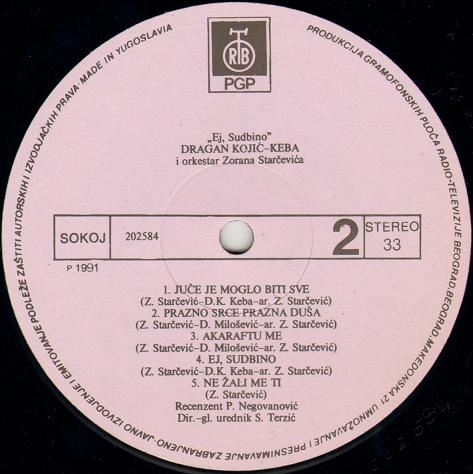 RTB
PGP
„Ej, Sudbino"
DRAGAN KOJIĆ–KEBA
i orkestar Zorana Starčevića
SOKOJ
202584
2
STEREO
33
P 1991
1. JUČE JE MOGLO BITI SVE
(Z. Starčević–D.K. Keba–ar. Z. Starčević)
2. PRAZNO SRCE PRAZNA DUŠA
(Z. Starčević–D. Milošević–ar. Z. Starčević)
3. AKARAFTU ME
(Z. Starčević–D. Milošević–ar. Z. Starčević)
4. EJ, SUDBINO
(Z. Starčević–D.K. Keba–ar. Z. Starčević)
5. NE ŽALI ME TI
(Z. Starčević)
Recenzent P. Negovanović
Dir.–gl. urednik S. Terzić
PRODUKCIJA GRAMOFONSKIH PLOČA RADIO-TELEVIZIJE BEOGRAD, BEOGRAD, MAKEDONSKA 21 UMNOŽAVANJE I PRESNIMAVANJE ZABRANJENO-JAVNO IZVOĐENJE I EMITOVANJE PODLEŽE ZAŠTITI AUTORSKIH I IZVODJAČKIH PRAVA·MADE IN YUGOSLAVIA